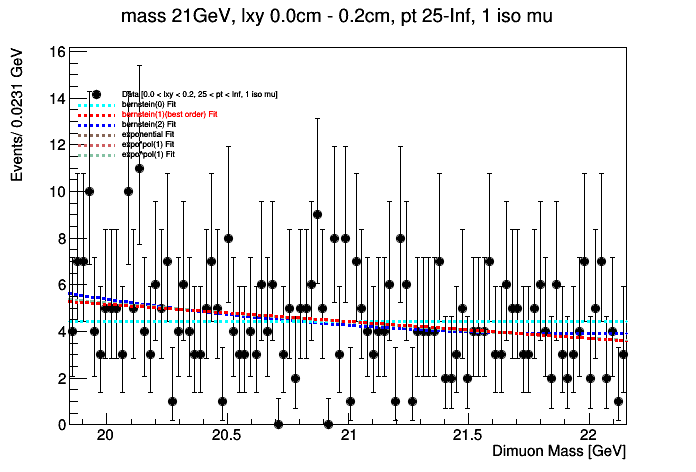 mass 21GeV, lxy 0.0cm - 0.2cm, pt 25-Inf, 1 iso mu
Events/ 0.0231 GeV
16
14
12
10
8
6
4
2
0
Data [0.0 < lxy < 0.2, 25 < pt < Inf, 1 iso mu]
bernstein(0) Fit
bernstein(1)(best order) Fit
bernstein(2) Fit
exponential Fit
expo*pol(1) Fit
expo*pol(1) Fit
20 20.5 21 21.5 22
Dimuon Mass [GeV]